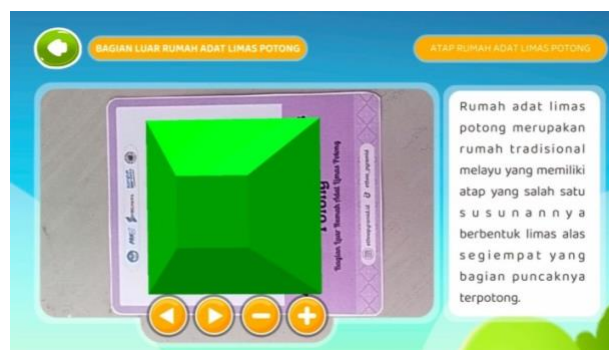 BAGIAN LUAR RUMAH ADAT LIMAS POTONG
ATAP RUMAH ADAT LIMAS POTONG
Rumah adat limas
potong merupakan
rumah tradisional
melayu yang memiliki
atap yang salah satu
susunannya
berbentuk limas alas
segiempat yang
bagian puncaknya
terpotong.
Potong
Bagian Luar Rumah Adat Limas Potong